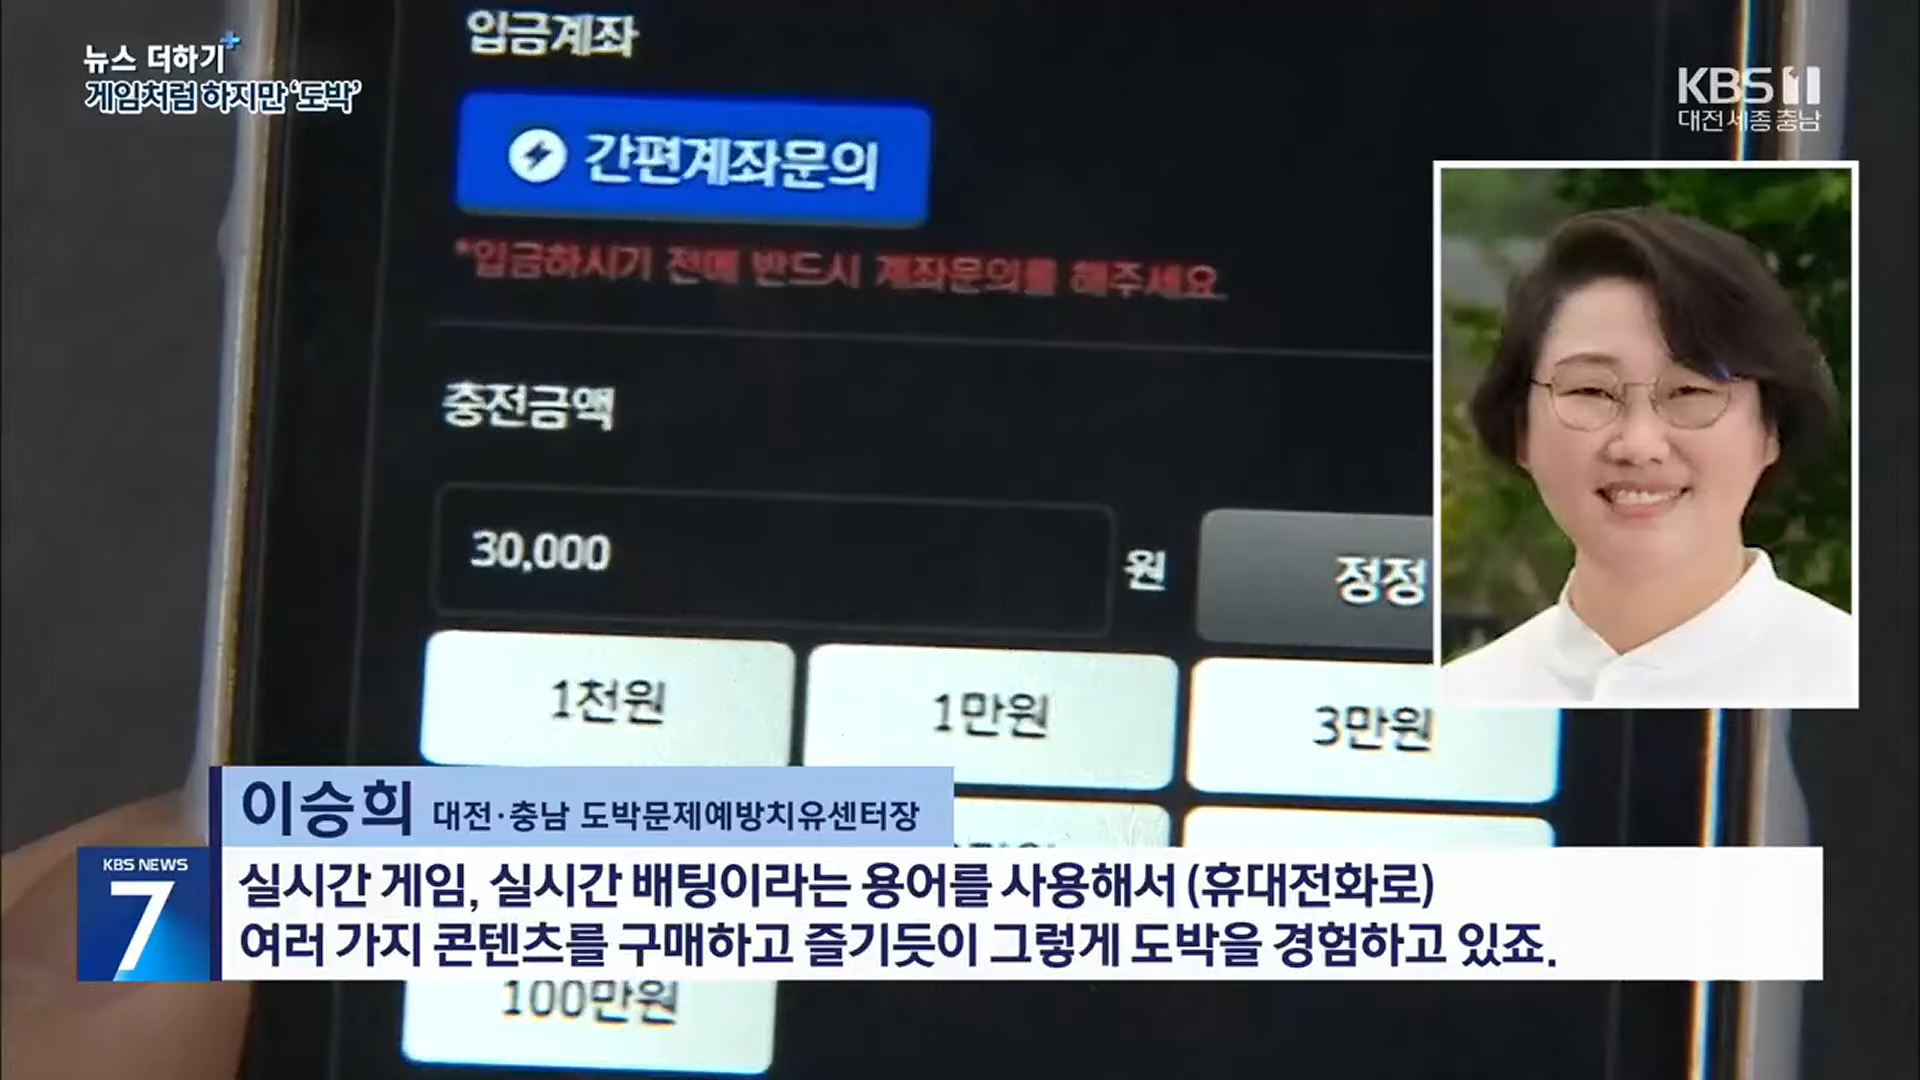 뉴스 더하기+
게임처럼 하지만 '도박'
KBS 1
대전 세종 충남
입금계좌
간편계좌문의
*입금하시기 전에 반드시 계좌문의를 해주세요
충전금액
30,000
원
정정
1천원
1만원
3만원
이승희 대전·충남 도박문제예방치유센터장
KBS NEWS
7
실시간 게임, 실시간 배팅이라는 용어를 사용해서 (휴대전화로)
여러 가지 콘텐츠를 구매하고 즐기듯이 그렇게 도박을 경험하고 있죠.
100만원